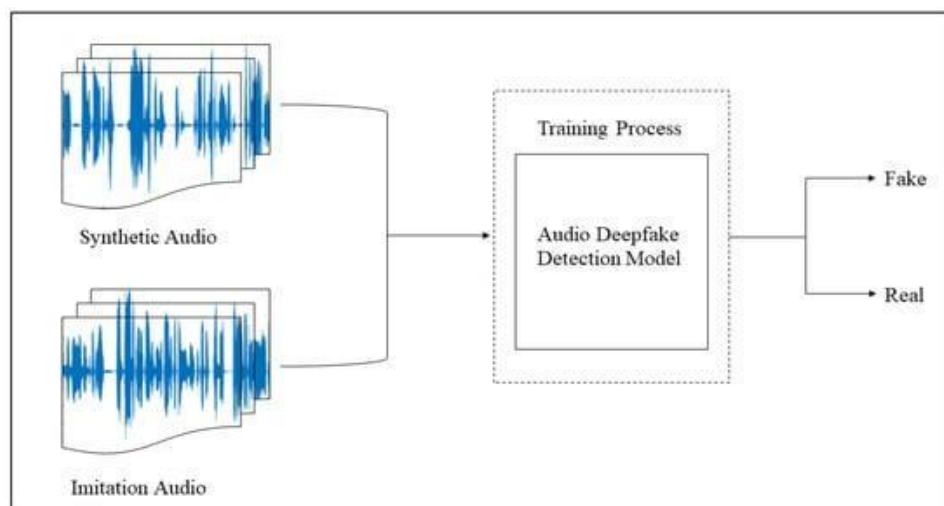 Synthetic Audio
Imitation Audio
Training Process
Audio Deepfake
Detection Model
Fake
Real